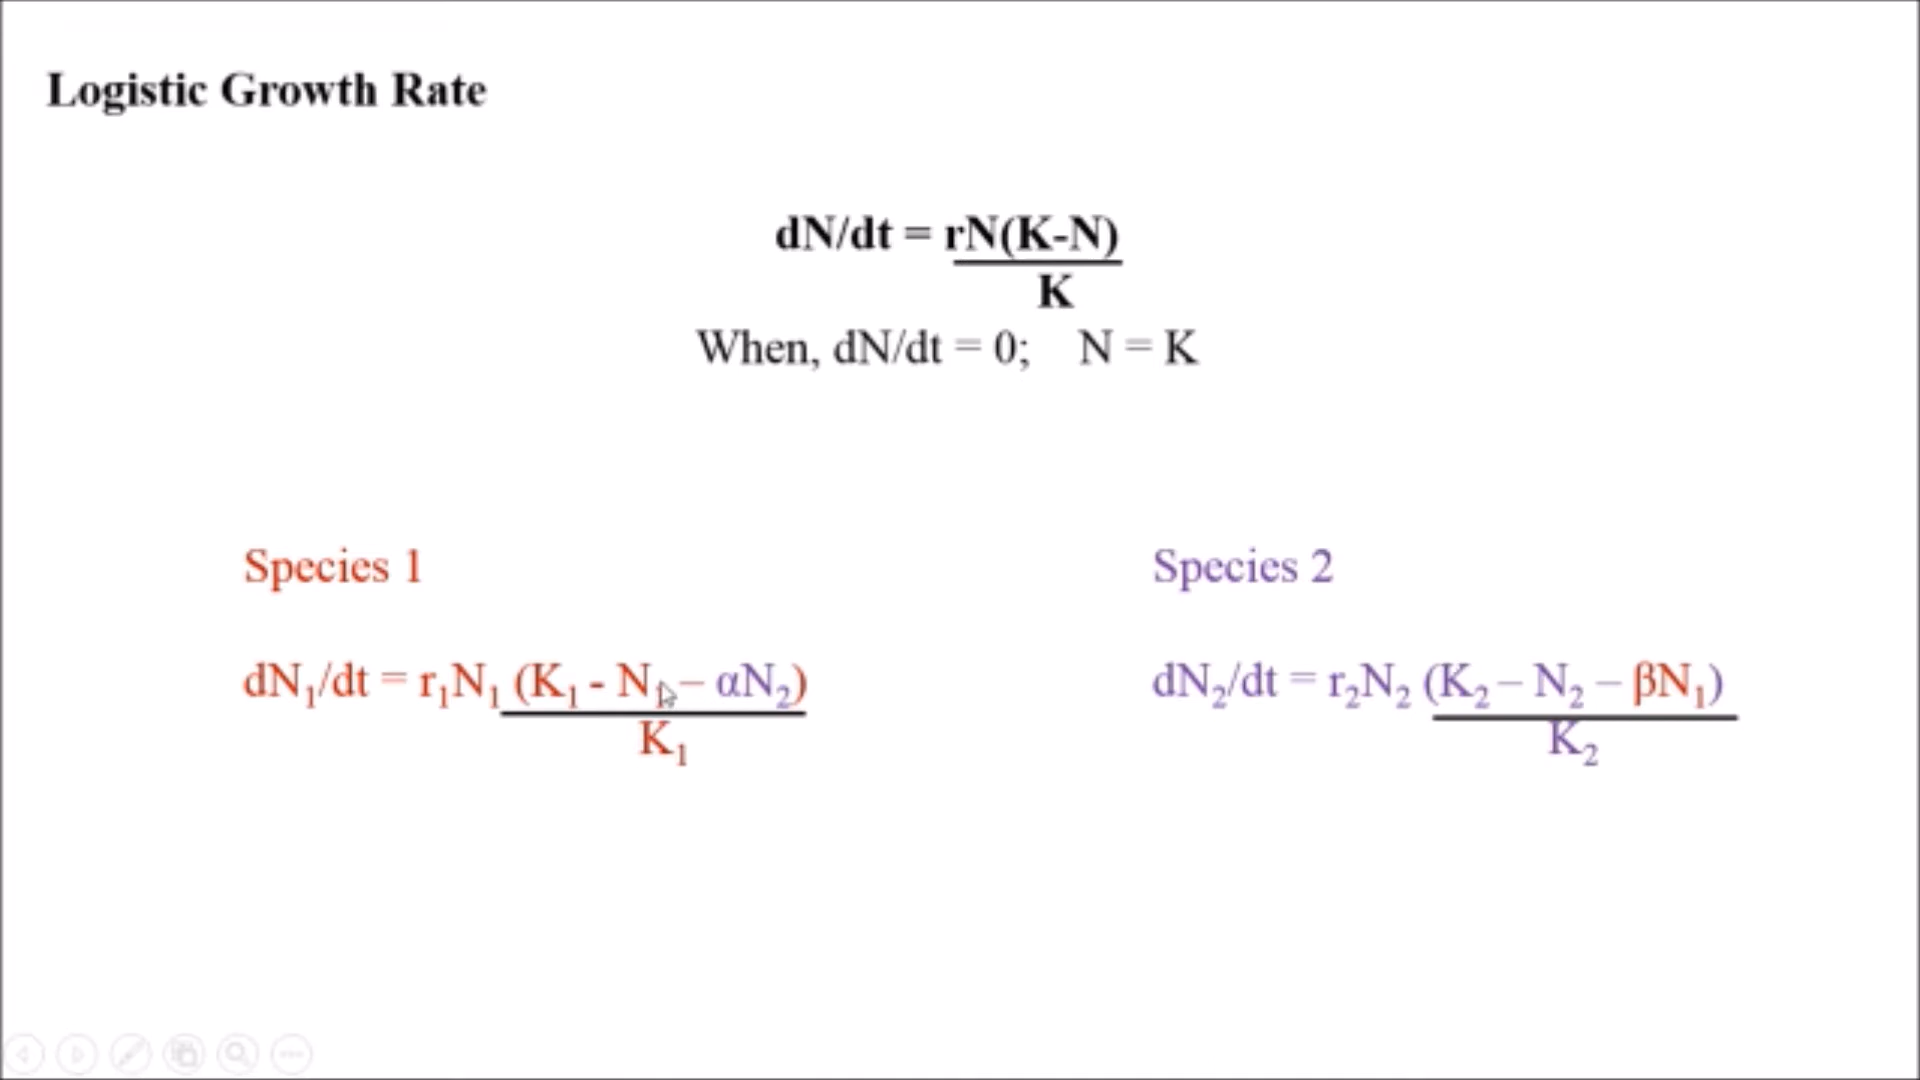 Logistic Growth Rate
dN/dt = rN(K-N)
K
When, dN/dt = 0; N = K
Species 1
Species 2
dN₁/dt = r₁N₁ (K₁ - N₁ – αN₂)
K₁
dN₂/dt = r₂N₂ (K₂ – N₂ – βN₁)
K₂